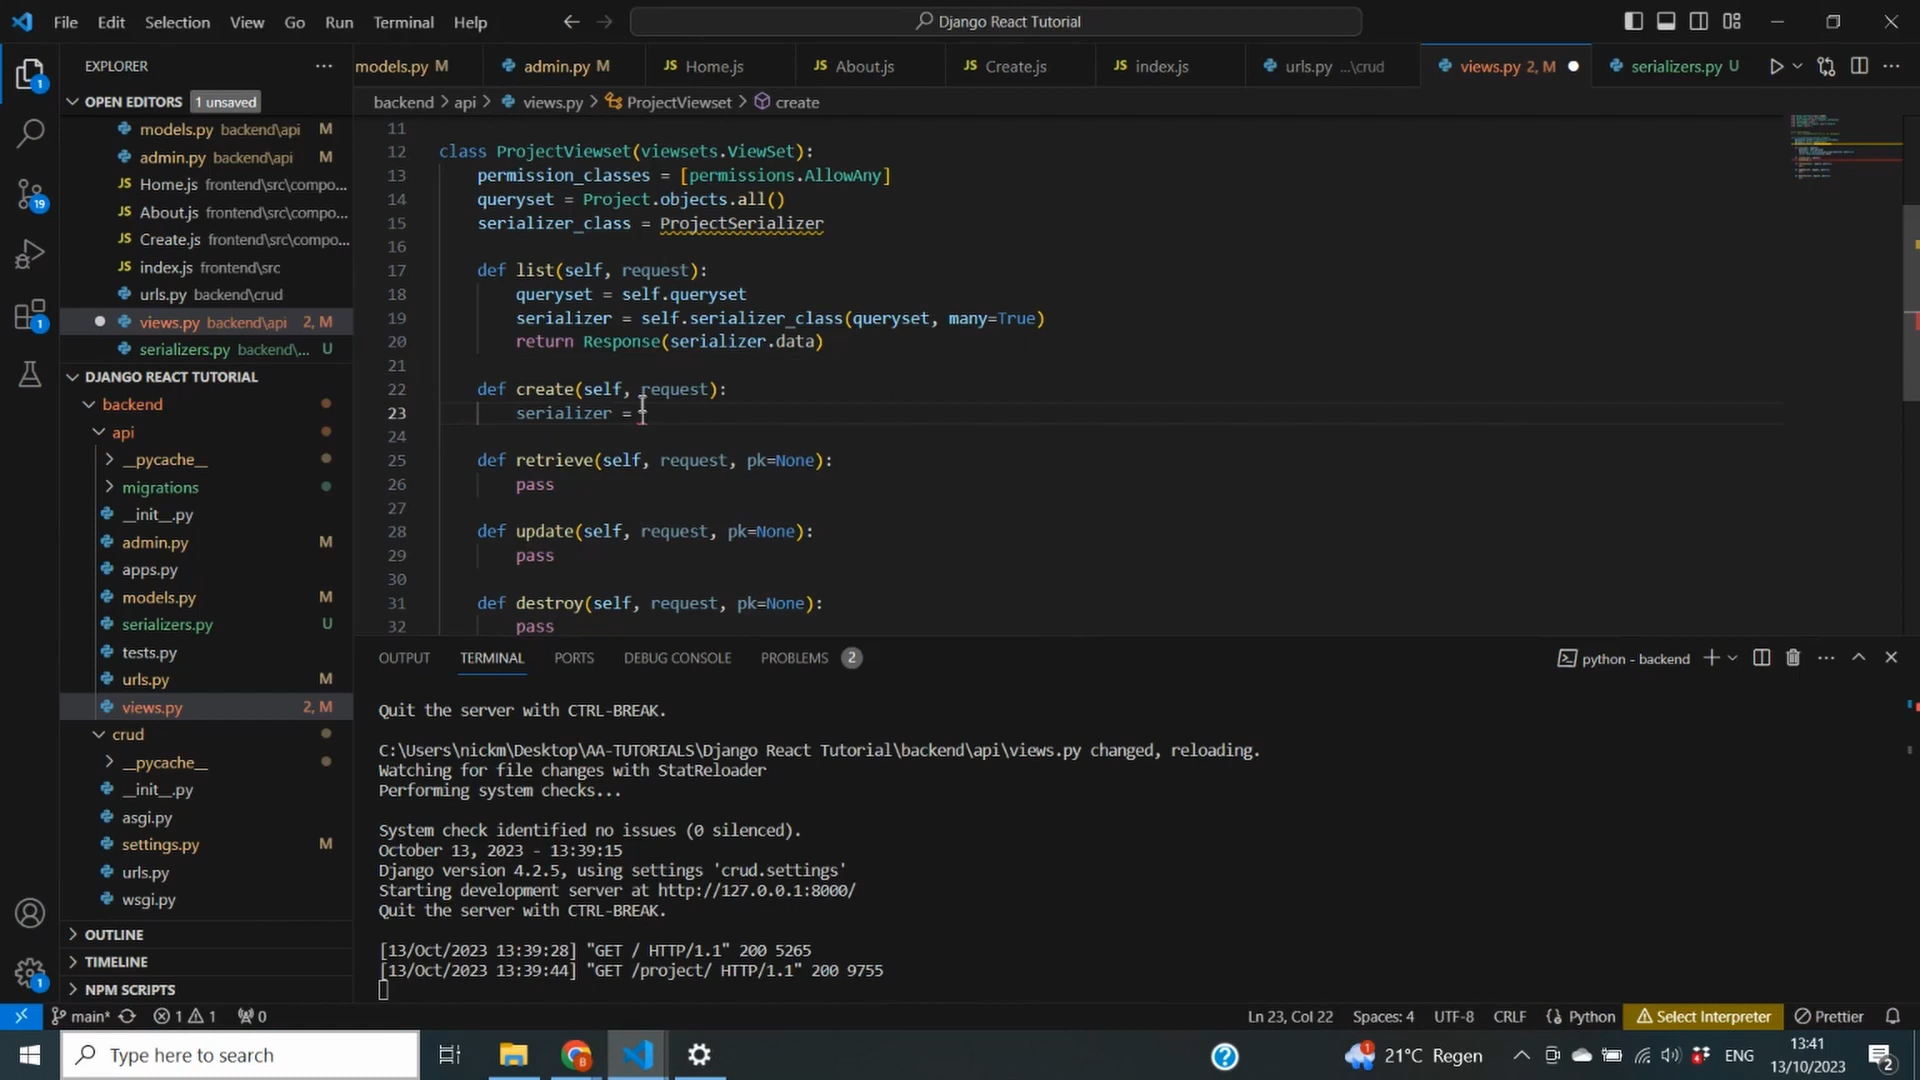 File Edit Selection View Go Run Terminal Help
Django React Tutorial
EXPLORER
models.py M
admin.py M
JS Home.js
JS About.js
JS Create.js
JS index.js
urls.py ...\crud
views.py 2, M
serializers.py U
OPEN EDITORS 1 unsaved
backend > api > views.py > ProjectViewset > create
models.py backend\api M
admin.py backend\api M
JS Home.js frontend\src\compo...
JS About.js frontend\src\compo...
JS Create.js frontend\src\compo...
JS index.js frontend\src
urls.py backend\crud
views.py backend\api 2, M
serializers.py backend\... U
DJANGO REACT TUTORIAL
backend
api
__pycache__
migrations
__init__.py
admin.py M
apps.py
models.py M
serializers.py U
tests.py
urls.py M
views.py 2, M
crud
__pycache__
__init__.py
asgi.py
settings.py M
urls.py
wsgi.py
OUTLINE
TIMELINE
NPM SCRIPTS
11
12 class ProjectViewset(viewsets.ViewSet):
13 permission_classes = [permissions.AllowAny]
14 queryset = Project.objects.all()
15 serializer_class = ProjectSerializer
16
17 def list(self, request):
18 queryset = self.queryset
19 serializer = self.serializer_class(queryset, many=True)
20 return Response(serializer.data)
21
22 def create(self, request):
23 serializer =
24
25 def retrieve(self, request, pk=None):
26 pass
27
28 def update(self, request, pk=None):
29 pass
30
31 def destroy(self, request, pk=None):
32 pass
OUTPUT TERMINAL PORTS DEBUG CONSOLE PROBLEMS 2
python - backend
Quit the server with CTRL-BREAK.
C:\Users\nickm\Desktop\AA-TUTORIALS\Django React Tutorial\backend\api\views.py changed, reloading.
Watching for file changes with StatReloader
Performing system checks...
System check identified no issues (0 silenced).
October 13, 2023 - 13:39:15
Django version 4.2.5, using settings 'crud.settings'
Starting development server at http://127.0.0.1:8000/
Quit the server with CTRL-BREAK.
[13/Oct/2023 13:39:28] "GET / HTTP/1.1" 200 5265
[13/Oct/2023 13:39:44] "GET /project/ HTTP/1.1" 200 9755
1
19
1
1
main* 1 1 0
Ln 23, Col 22 Spaces: 4 UTF-8 CRLF Python Select Interpreter Prettier
Type here to search
1 21°C Regen
ENG
13:41
13/10/2023
2